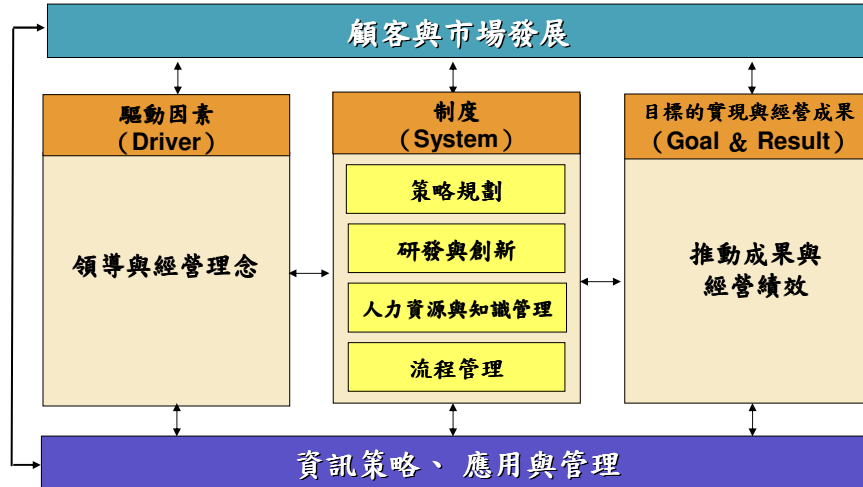 顧客與市場發展
驅動因素
（Driver）
制度
（System）
目標的實現與經營成果
（Goal & Result）
領導與經營理念
策略規劃
研發與創新
人力資源與知識管理
流程管理
推動成果與
經營績效
資訊策略、應用與管理